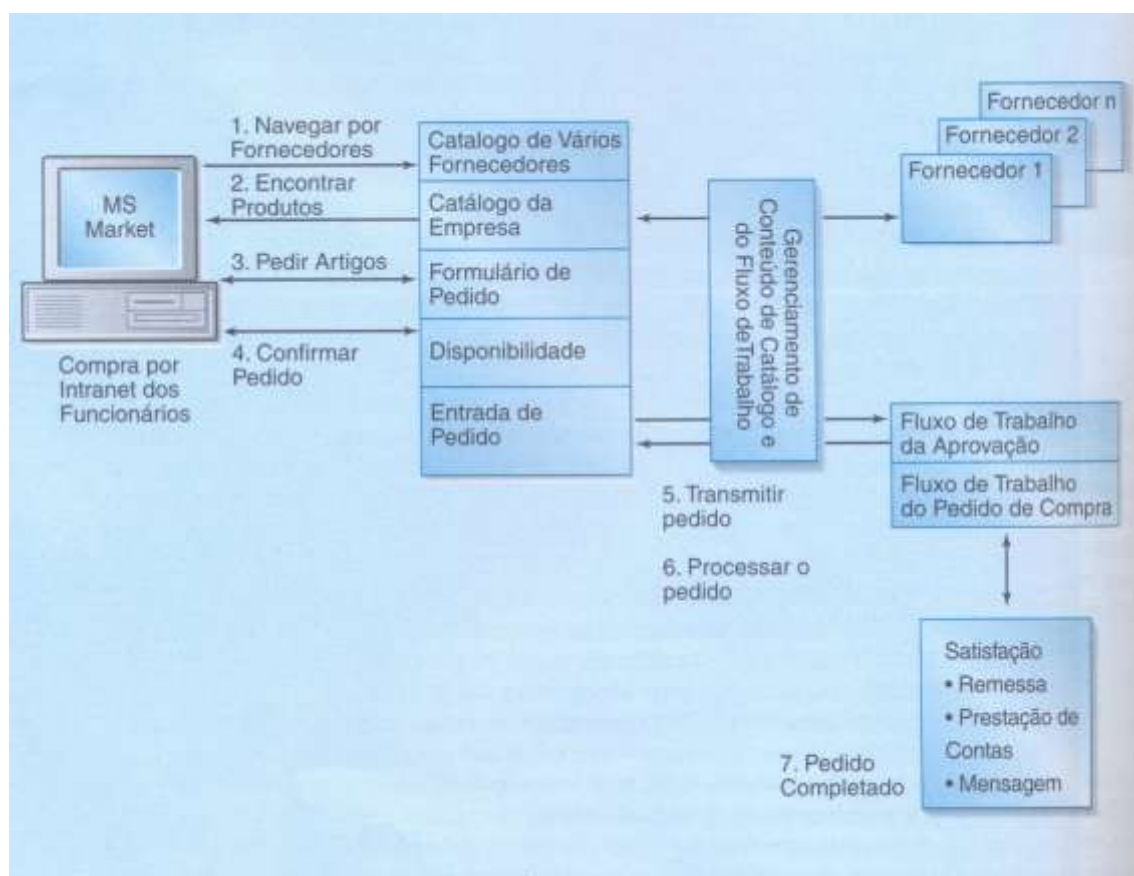 1. Navegar por
Fornecedores
2. Encontrar
Produtos
3. Pedir Artigos
4. Confirmar
Pedido
MS
Market
Compra por
Intranet dos
Funcionários
Catalogo de Vários
Fornecedores
Catálogo da
Empresa
Formulário de
Pedido
Disponibilidade
Entrada de
Pedido
Gerenciamento de
Conteúdo de Catálogo e
do Fluxo deTrabalho
Fornecedor n
Fornecedor 2
Fornecedor 1
5. Transmitir
pedido
6. Processar o
pedido
Fluxo de Trabalho
da Aprovação
Fluxo de Trabalho
do Pedido de Compra
Satisfação
• Remessa
• Prestação de
Contas
• Mensagem
7. Pedido
Completado